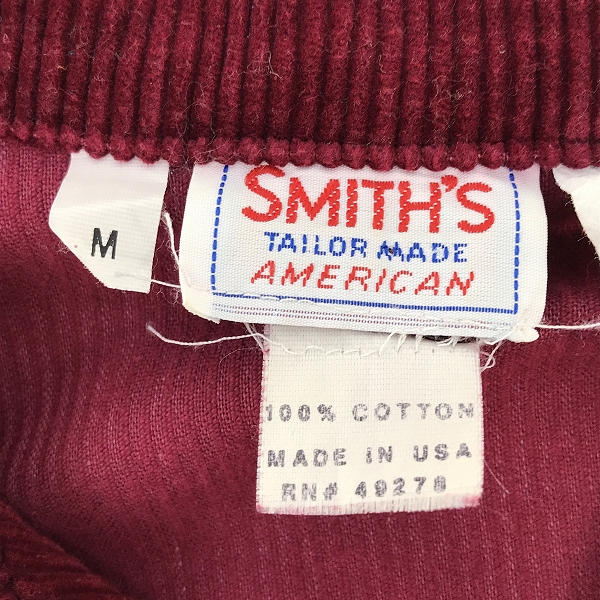 M
SMITH'S
TAILOR MADE
AMERICAN
100% COTTON
MADE IN USA
RN# 49278